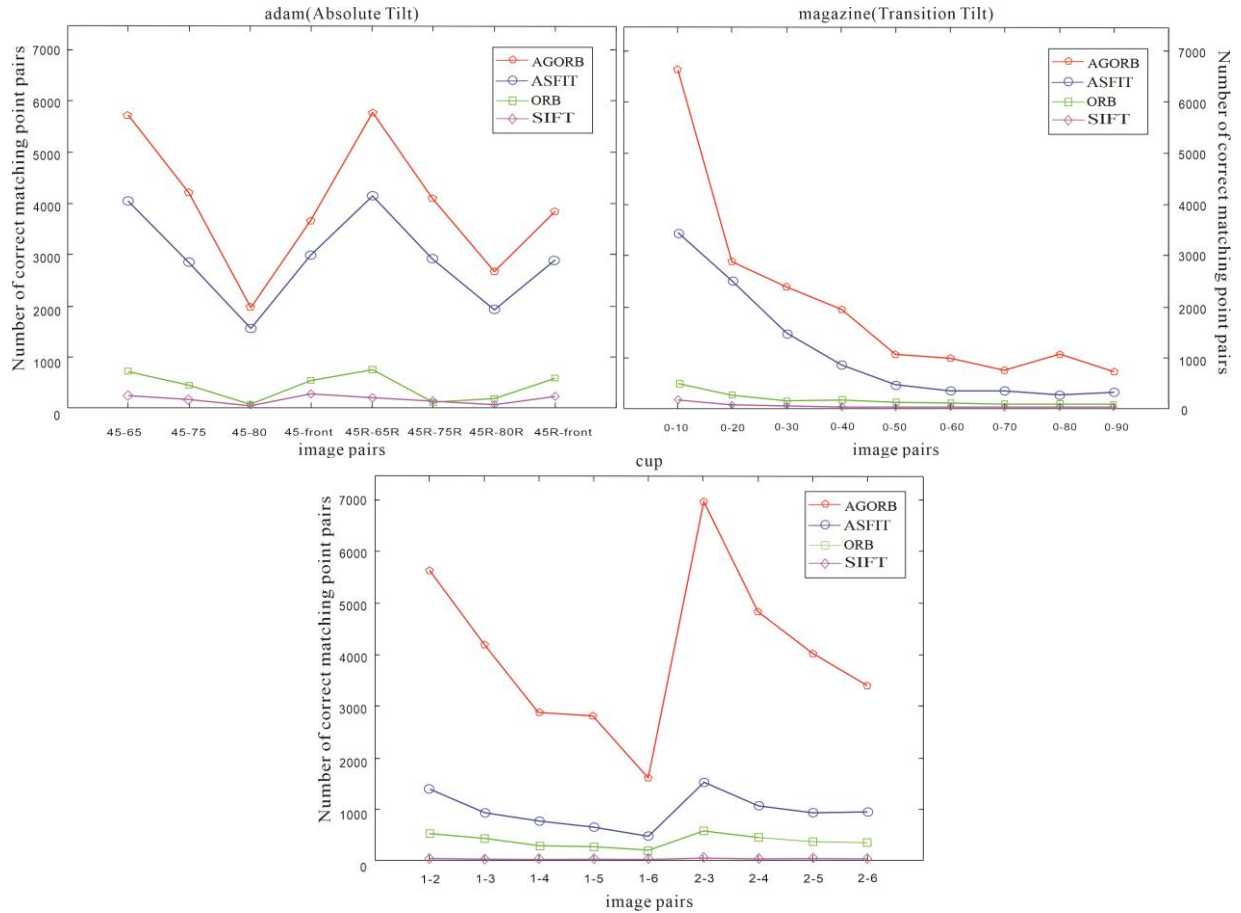 adam(Absolute Tilt)
Number of correct matching point pairs
7000
6000
5000
4000
3000
2000
1000
0
AGORB
ASFIT
ORB
SIFT
45-65 45-75 45-80 45-front 45R-65R 45R-75R 45R-80R 45R-front
image pairs
magazine(Transition Tilt)
AGORB
ASFIT
ORB
SIFT
7000
6000
5000
4000
3000
2000
1000
0
Number of correct matching point pairs
0-10 0-20 0-30 0-40 0-50 0-60 0-70 0-80 0-90
image pairs
cup
Number of correct matching point pairs
7000
6000
5000
4000
3000
2000
1000
0
AGORB
ASFIT
ORB
SIFT
1-2 1-3 1-4 1-5 1-6 2-3 2-4 2-5 2-6
image pairs